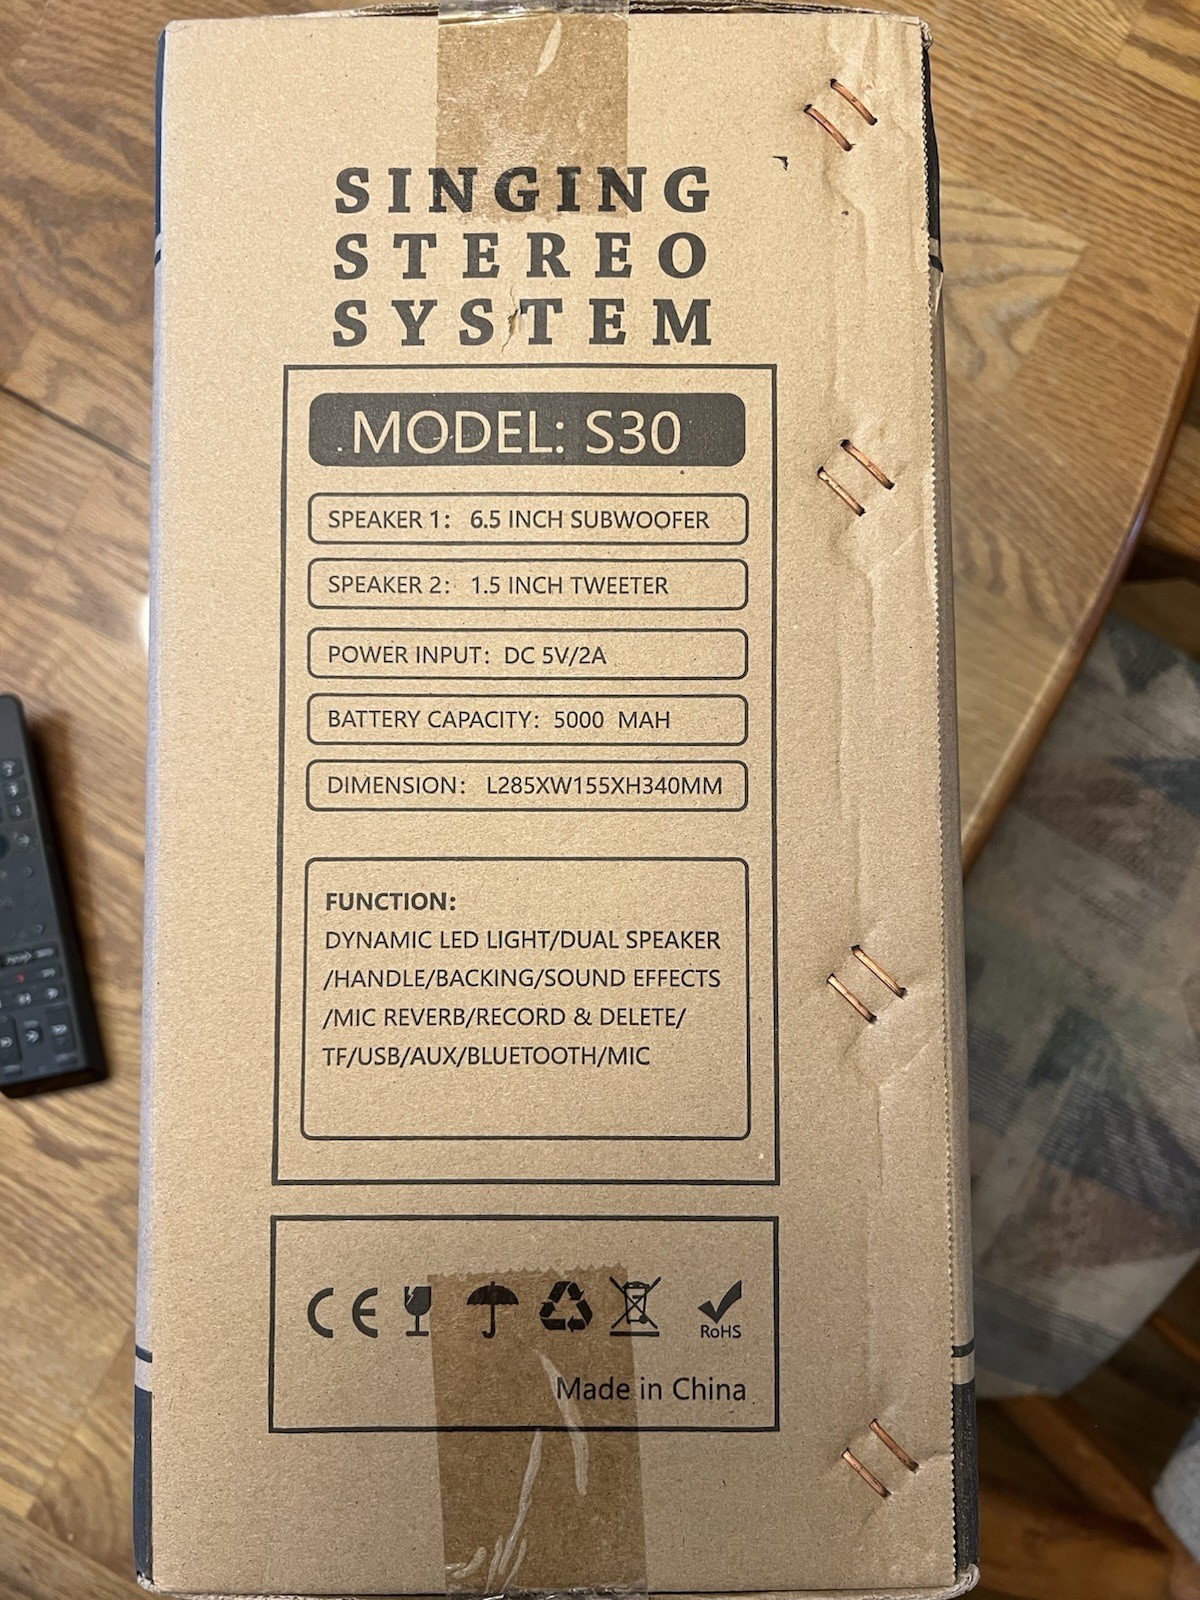 SINGING
STEREO
SYSTEM
MODEL: S30
SPEAKER 1: 6.5 INCH SUBWOOFER
SPEAKER 2: 1.5 INCH TWEETER
POWER INPUT: DC 5V/2A
BATTERY CAPACITY: 5000 MAH
DIMENSION: L285XW155XH340MM
FUNCTION:
DYNAMIC LED LIGHT/DUAL SPEAKER
/HANDLE/BACKING/SOUND EFFECTS
/MIC REVERB/RECORD & DELETE/
TF/USB/AUX/BLUETOOTH/MIC
CE
RoHS
Made in China